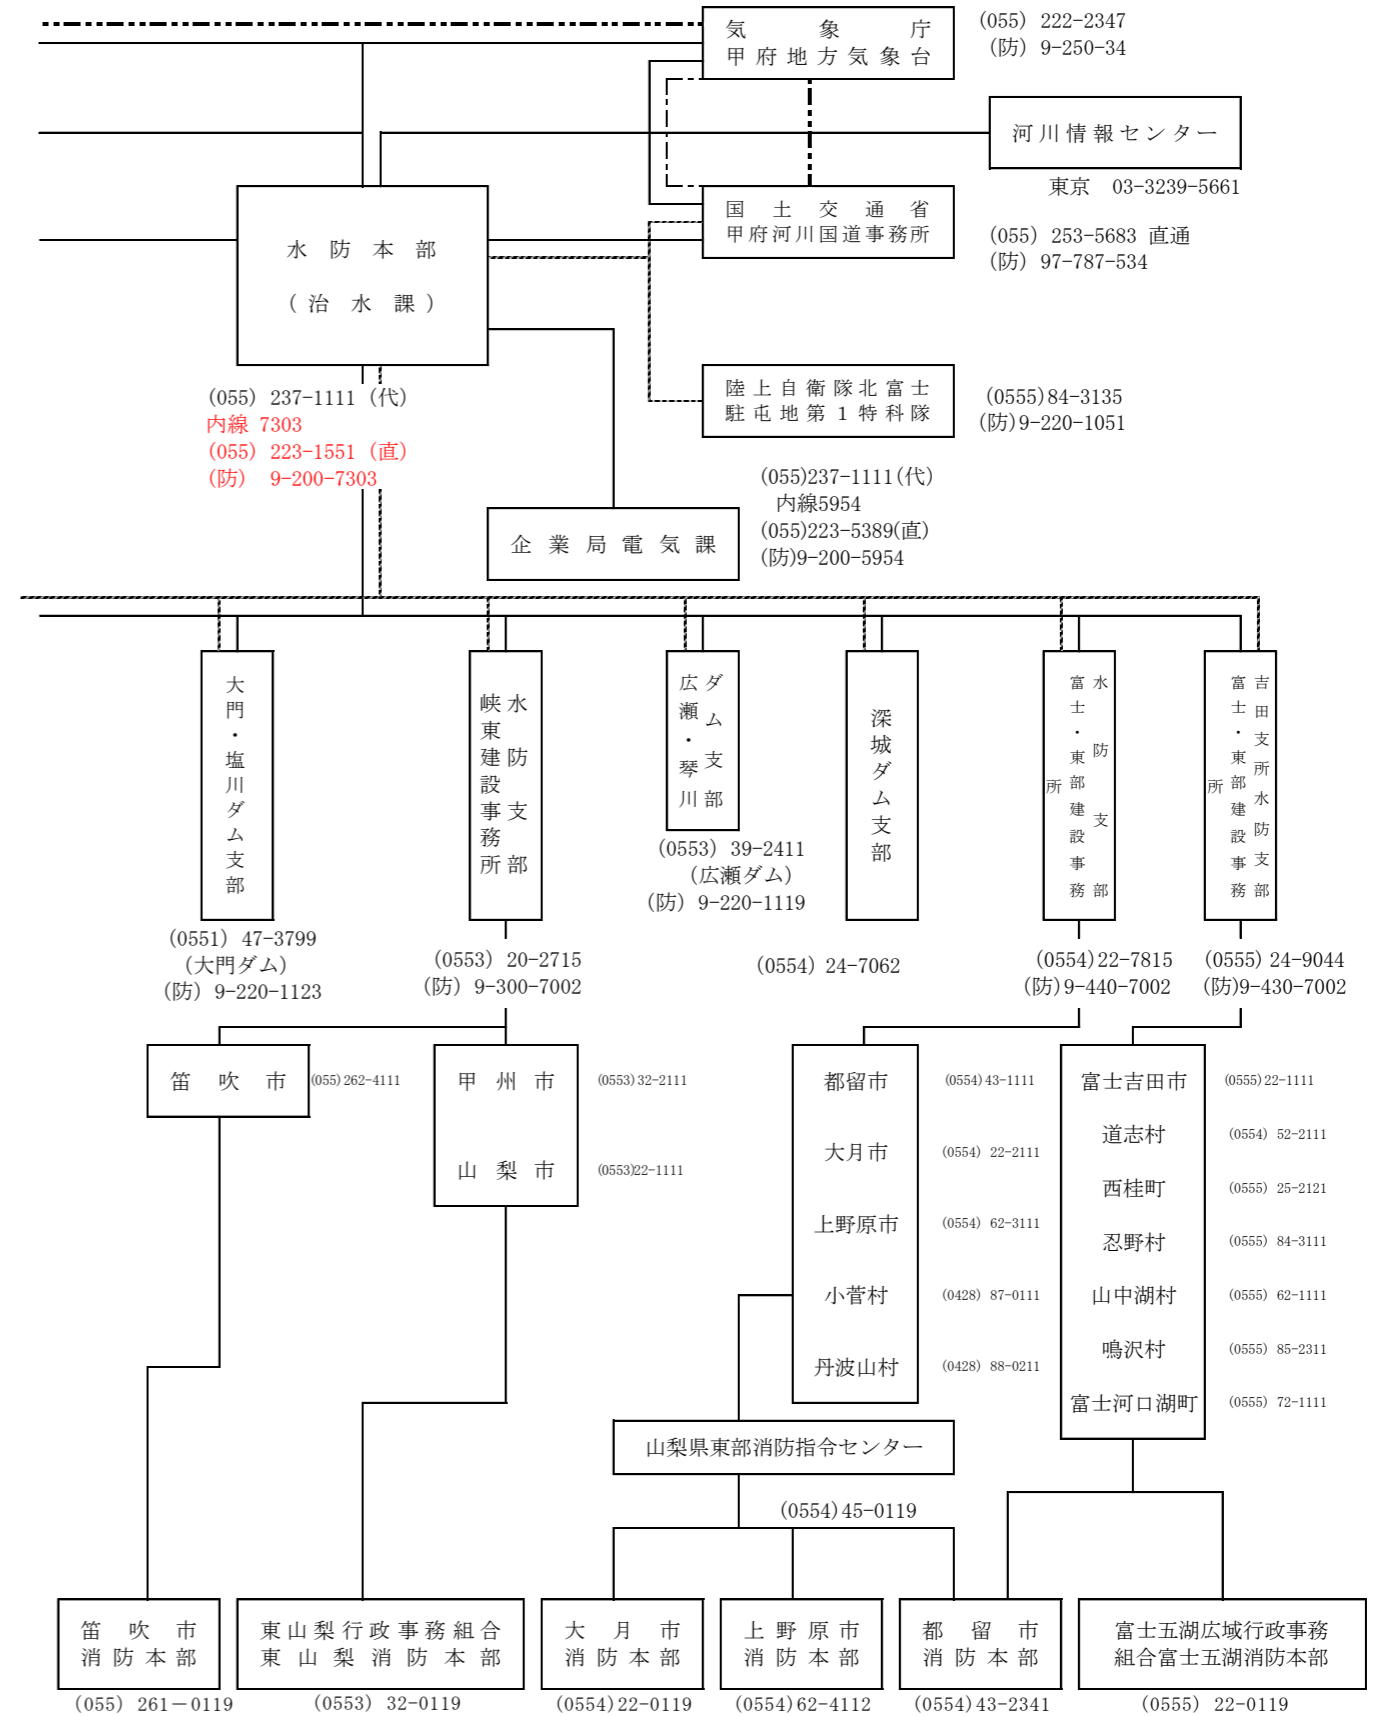 気象庁
甲府地方気象台
(055) 222-2347
(防) 9-250-34
河川情報センター
東京 03-3239-5661
国土交通省
甲府河川国道事務所
(055) 253-5683 直通
(防) 97-787-534
水防本部
(治水課)
(055) 237-1111 (代)
内線 7303
(055) 223-1551 (直)
(防) 9-200-7303
陸上自衛隊北富士
駐屯地第1特科隊
(0555)84-3135
(防)9-220-1051
(055)237-1111(代)
内線5954
(055)223-5389(直)
(防)9-200-5954
企業局電気課
大門・塩川ダム支部
(0551) 47-3799
(大門ダム)
(防) 9-220-1123
峡東建設事務所
水防支部
(0553) 20-2715
(防) 9-300-7002
広瀬・琴川
ダム支部
(0553) 39-2411
(広瀬ダム)
(防) 9-220-1119
深城ダム支部
(0554) 24-7062
富士・東部建設事務
所
水防支部
(0554)22-7815
(防)9-440-7002
富士・東部建設事務
所
吉田支所水防支部
(0555) 24-9044
(防)9-430-7002
笛吹市
(055)262-4111
甲州市
(0553)32-2111
山梨市
(0553)22-1111
都留市
(0554)43-1111
大月市
(0554) 22-2111
上野原市
(0554) 62-3111
小菅村
(0428) 87-0111
丹波山村
(0428) 88-0211
富士吉田市
(0555)22-1111
道志村
(0554) 52-2111
西桂町
(0555) 25-2121
忍野村
(0555) 84-3111
山中湖村
(0555) 62-1111
鳴沢村
(0555) 85-2311
富士河口湖町
(0555) 72-1111
山梨県東部消防指令センター
(0554)45-0119
笛吹市
消防本部
(055) 261－0119
東山梨行政事務組合
東山梨消防本部
(0553) 32-0119
大月市
消防本部
(0554)22-0119
上野原市
消防本部
(0554)62-4112
都留市
消防本部
(0554)43-2341
富士五湖広域行政事務
組合富士五湖消防本部
(0555) 22-0119